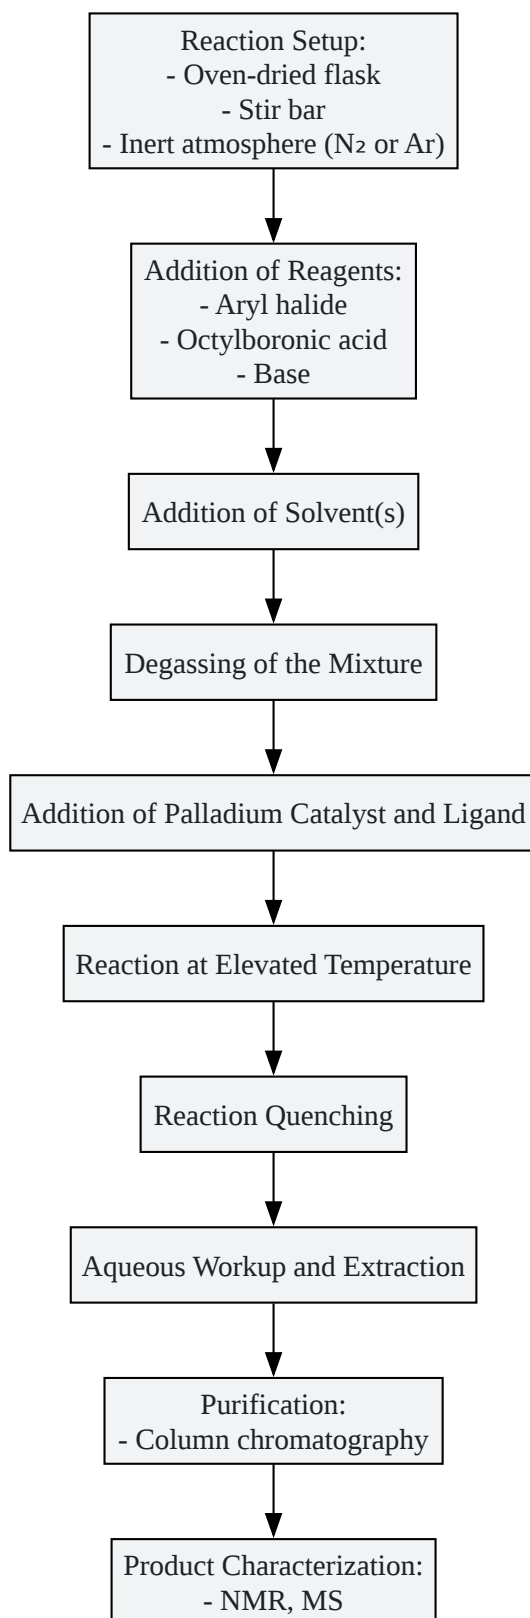 Reaction Setup:
- Oven-dried flask
- Stir bar
- Inert atmosphere (N₂ or Ar)
Addition of Reagents:
- Aryl halide
- Octylboronic acid
- Base
Addition of Solvent(s)
Degassing of the Mixture
Addition of Palladium Catalyst and Ligand
Reaction at Elevated Temperature
Reaction Quenching
Aqueous Workup and Extraction
Purification:
- Column chromatography
Product Characterization:
- NMR, MS